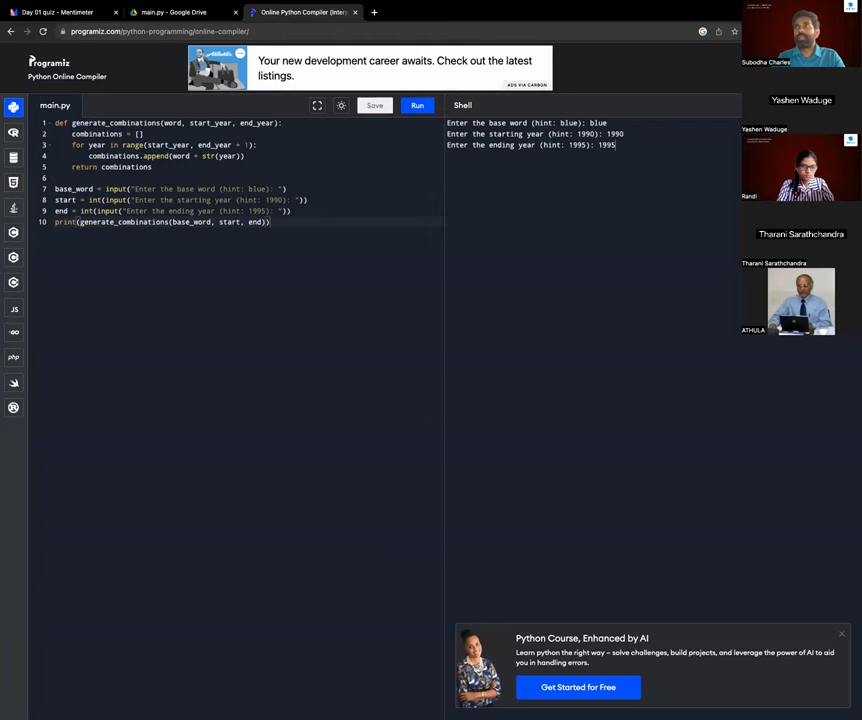 Day 01 quiz - Mentimeter
main.py - Google Drive
Online Python Compiler (Interp
programiz.com/python-programming/online-compiler/
Programiz
Python Online Compiler
Your new development career awaits. Check out the latest
listings.
ADS VIA CARBON
main.py
Save
Run
Shell
1 def generate_combinations(word, start_year, end_year):
2 combinations = []
3 for year in range(start_year, end_year + 1):
4 combinations.append(word + str(year))
5 return combinations
7 base_word = input("Enter the base word (hint: blue): ")
8 start = int(input("Enter the starting year (hint: 1990): "))
9 end = int(input("Enter the ending year (hint: 1995): "))
10 print(generate_combinations(base_word, start, end))
Enter the base word (hint: blue): blue
Enter the starting year (hint: 1990): 1990
Enter the ending year (hint: 1995): 1995
JS
php
Subodha Charles
Yashen Waduge
Yashen Waduge
Randi
Tharani Sarathchandra
Tharani Sarathchandra
ATHULA
Python Course, Enhanced by AI
Learn python the right way — solve challenges, build projects, and leverage the power of AI to aid
you in handling errors.
Get Started for Free